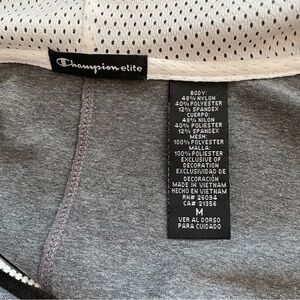 Champion elite
BODY:
48% NYLON
40% POLYESTER
12% SPANDEX
CUERPO:
48% NILON
40% POLIESTER
12% SPANDEX
MESH:
100% POLYESTER
MALLA:
100% POLIESTER
EXCLUSIVE OF
DECORATION
EXCLUSIVIDAD DE
DECORACIÓN
MADE IN VIETNAM
HECHO EN VIETNAM
RN# 26094
CA# 21356
M
VER AL DORSO
PARA CUIDADO